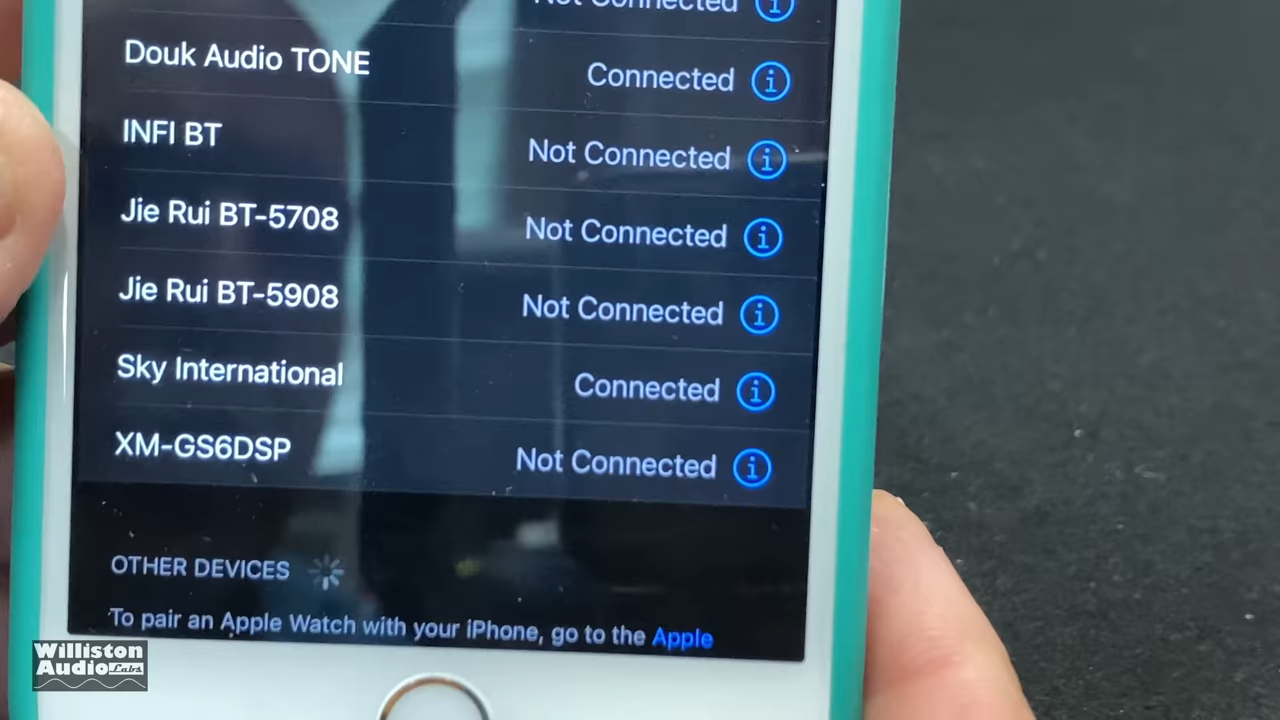 Not Connected
Douk Audio TONE Connected
INFI BT Not Connected
Jie Rui BT-5708 Not Connected
Jie Rui BT-5908 Not Connected
Sky International Connected
XM-GS6DSP Not Connected
OTHER DEVICES
To pair an Apple Watch with your iPhone, go to the Apple
Williston
Audio Labs